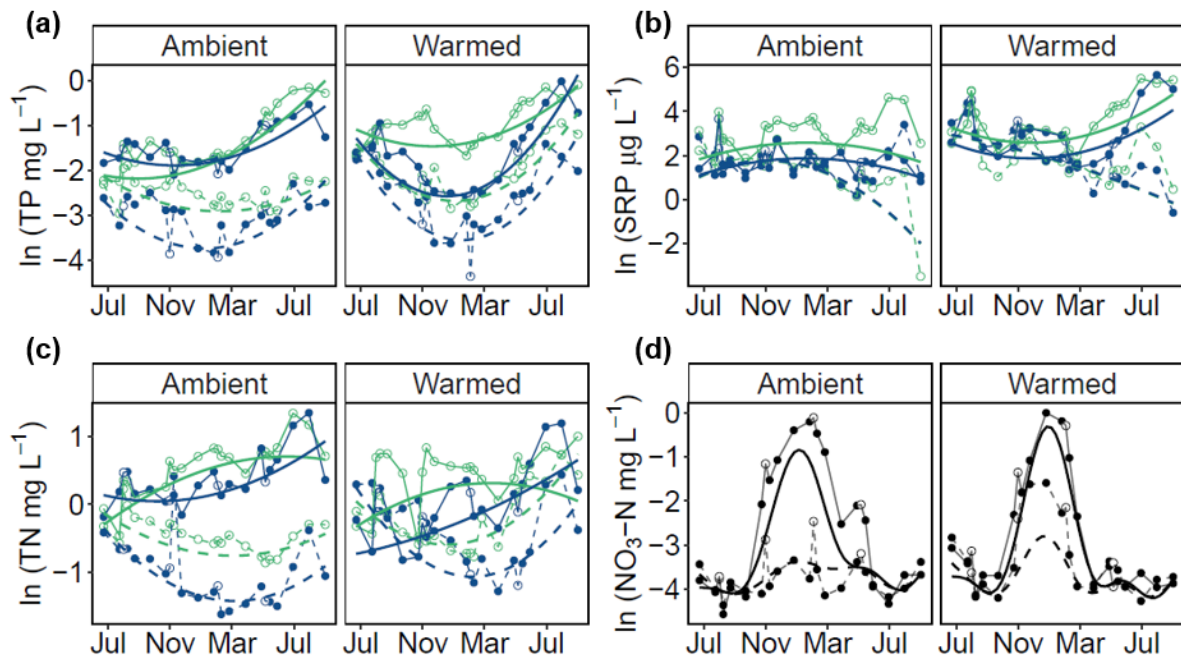 (a)
Ambient
Warmed
ln (TP mg L⁻¹)
0
−1
−2
−3
−4
Jul Nov Mar Jul
Jul Nov Mar Jul
(b)
Ambient
Warmed
ln (SRP μg L⁻¹)
6
4
2
0
−2
Jul Nov Mar Jul
Jul Nov Mar Jul
(c)
Ambient
Warmed
ln (TN mg L⁻¹)
1
0
−1
Jul Nov Mar Jul
Jul Nov Mar Jul
(d)
Ambient
Warmed
ln (NO₃−N mg L⁻¹)
0
−1
−2
−3
−4
Jul Nov Mar Jul
Jul Nov Mar Jul